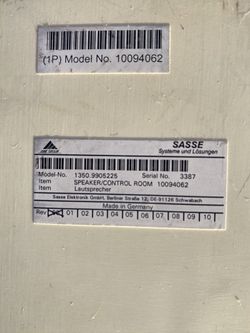 (1P) Model No. 10094062
SASSE
Systeme und Lösungen
Model-No. 1350.9905225 Serial No. 3387
Item SPEAKER/CONTROL ROOM 10094062
Item Lautsprecher
Sasse Elektronik GmbH, Berliner Straße 12, D-91126 Schwabach
Made in Germany
Rev 01 02 03 04 05 06 07 08 09 10